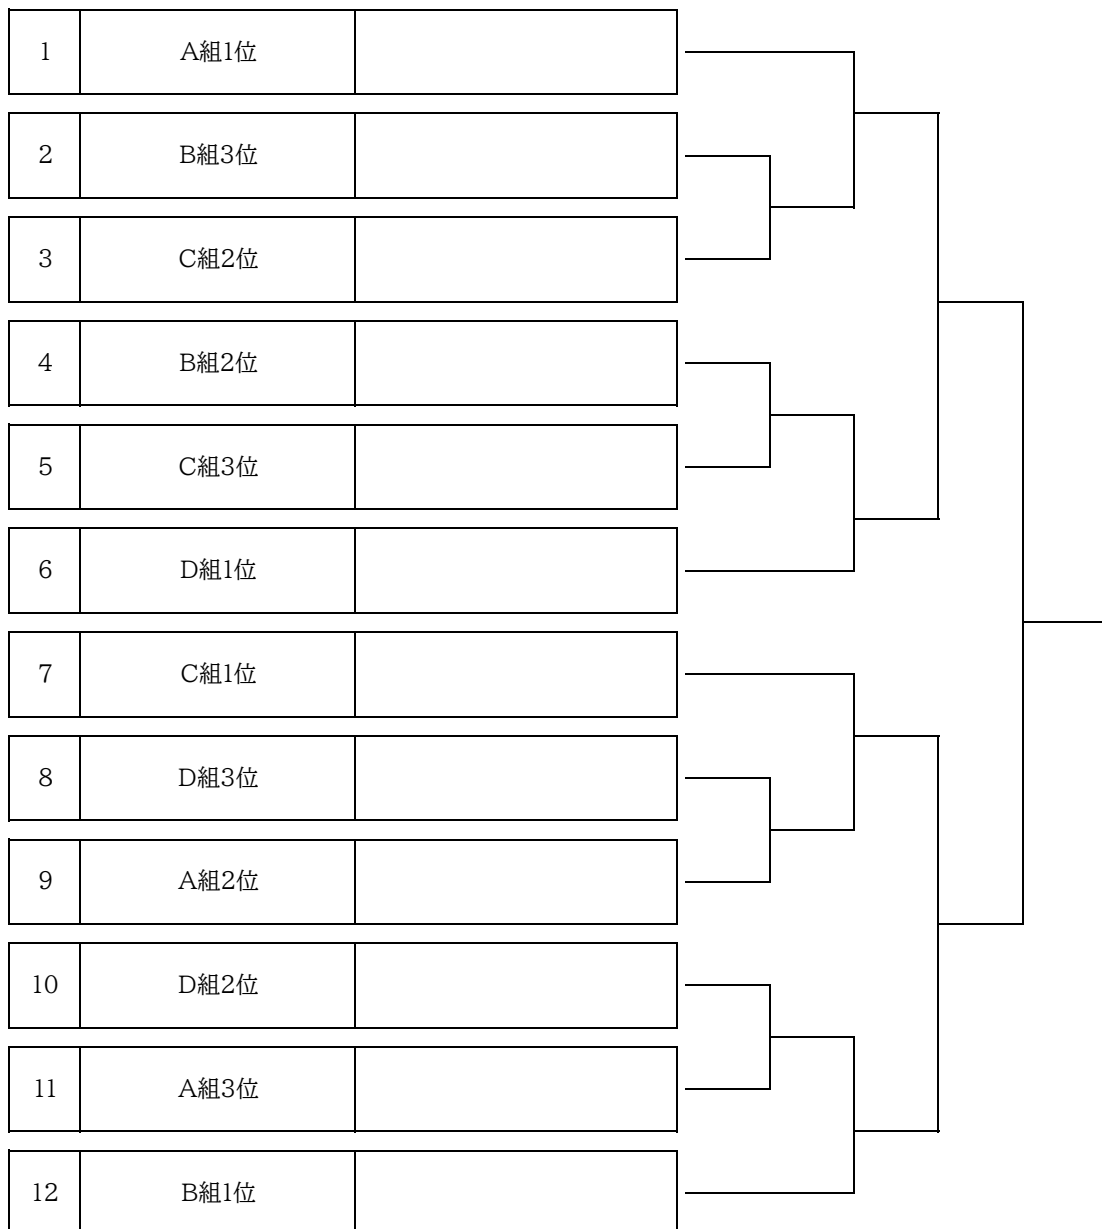 1 A組1位
2 B組3位
3 C組2位
4 B組2位
5 C組3位
6 D組1位
7 C組1位
8 D組3位
9 A組2位
10 D組2位
11 A組3位
12 B組1位